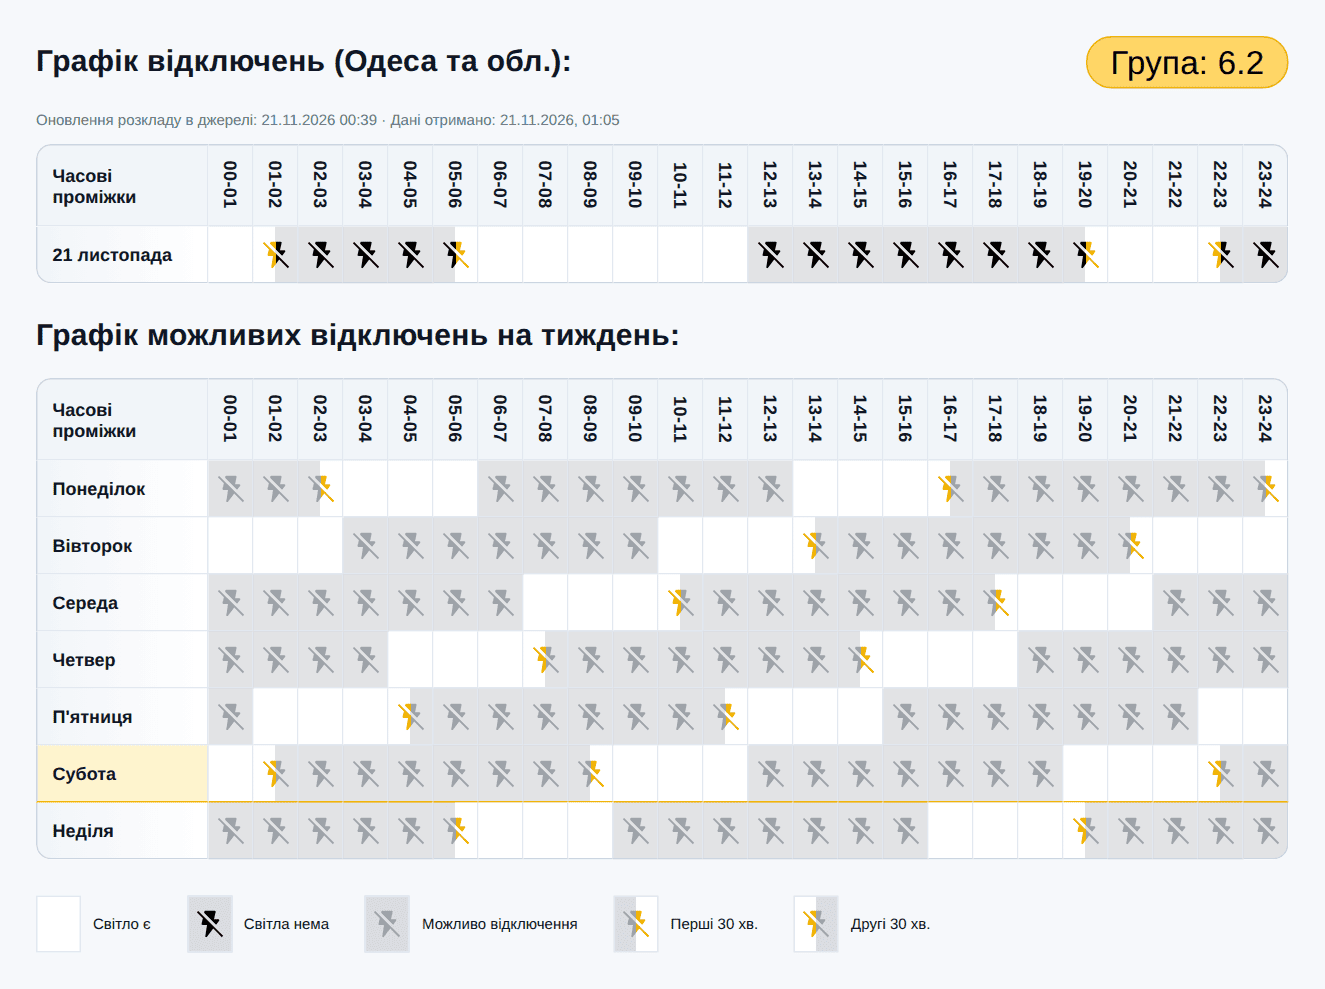 Графік відключень (Одеса та обл.):
Група: 6.2
Оновлення розкладу в джерелі: 21.11.2026 00:39 · Дані отримано: 21.11.2026, 01:05
Часові проміжки 00-01 01-02 02-03 03-04 04-05 05-06 06-07 07-08 08-09 09-10 10-11 11-12 12-13 13-14 14-15 15-16 16-17 17-18 18-19 19-20 20-21 21-22 22-23 23-24
21 листопада
Графік можливих відключень на тиждень:
Часові проміжки 00-01 01-02 02-03 03-04 04-05 05-06 06-07 07-08 08-09 09-10 10-11 11-12 12-13 13-14 14-15 15-16 16-17 17-18 18-19 19-20 20-21 21-22 22-23 23-24
Понеділок
Вівторок
Середа
Четвер
П'ятниця
Субота
Неділя
Світло є Світла нема Можливо відключення Перші 30 хв. Другі 30 хв.